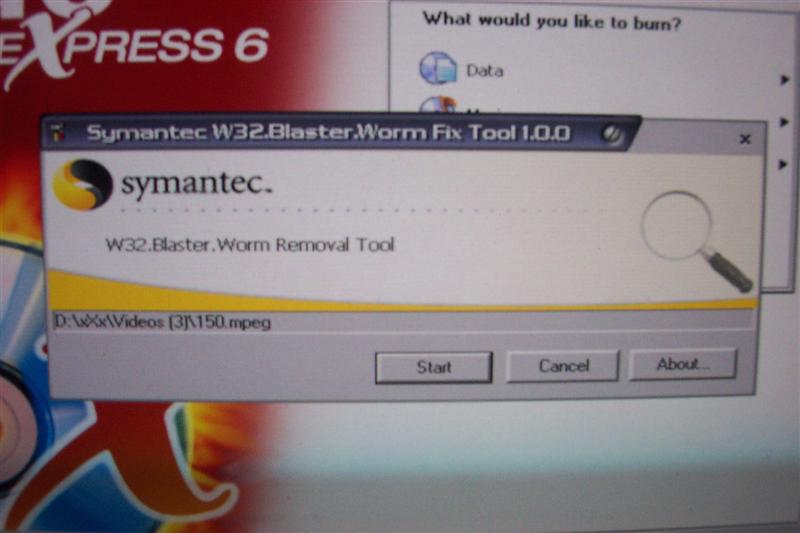 EXPRESS 6
What would you like to burn?
Data
Symantec W32.Blaster.Worm Fix Tool 1.0.0
symantec.
W32.Blaster.Worm Removal Tool
D:\xXx\Videos (3)\150.mpeg
Start
Cancel
About...